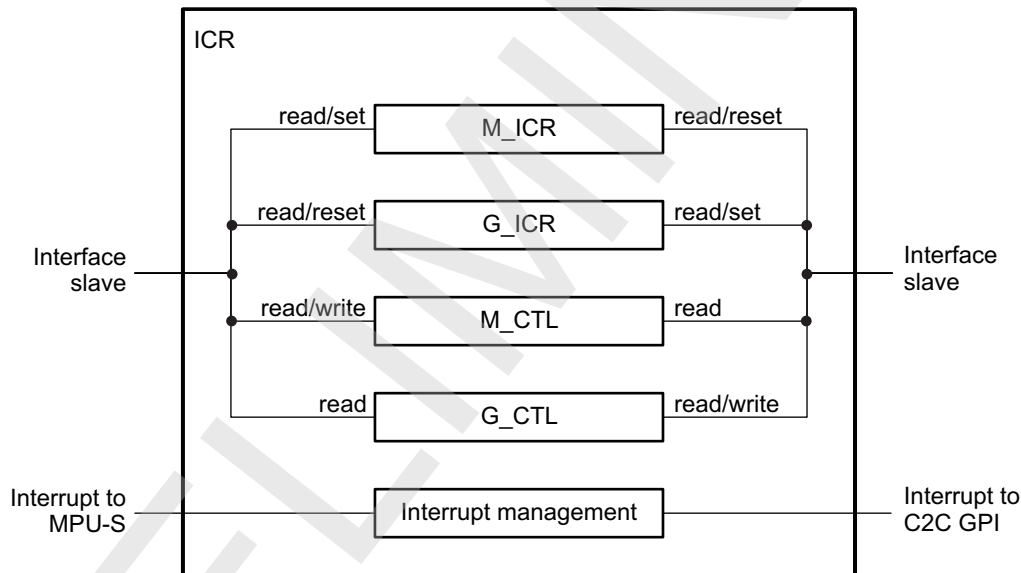 ICR
read/set M_ICR read/reset
read/reset G_ICR read/set
Interface
slave
Interface
slave
read/write M_CTL read
read G_CTL read/write
Interrupt to
MPU-S
Interrupt management
Interrupt to
C2C GPI